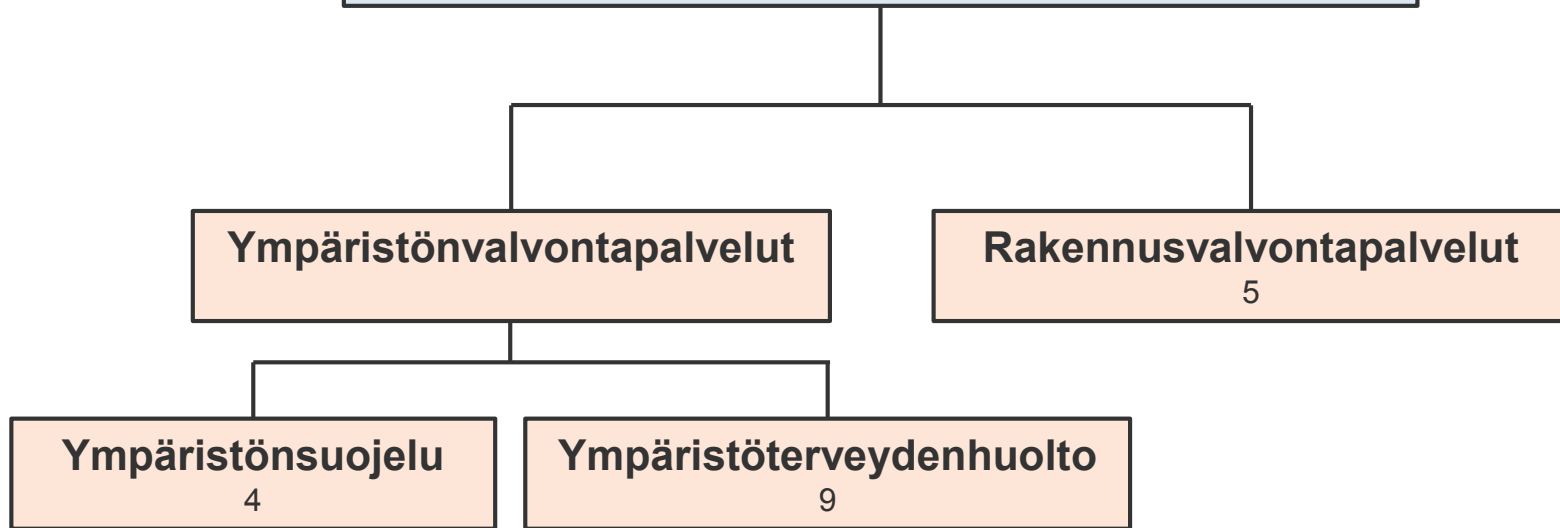 Ympäristönvalvontapalvelut
Rakennusvalvontapalvelut
5
Ympäristönsuojelu
4
Ympäristöterveydenhuolto
9